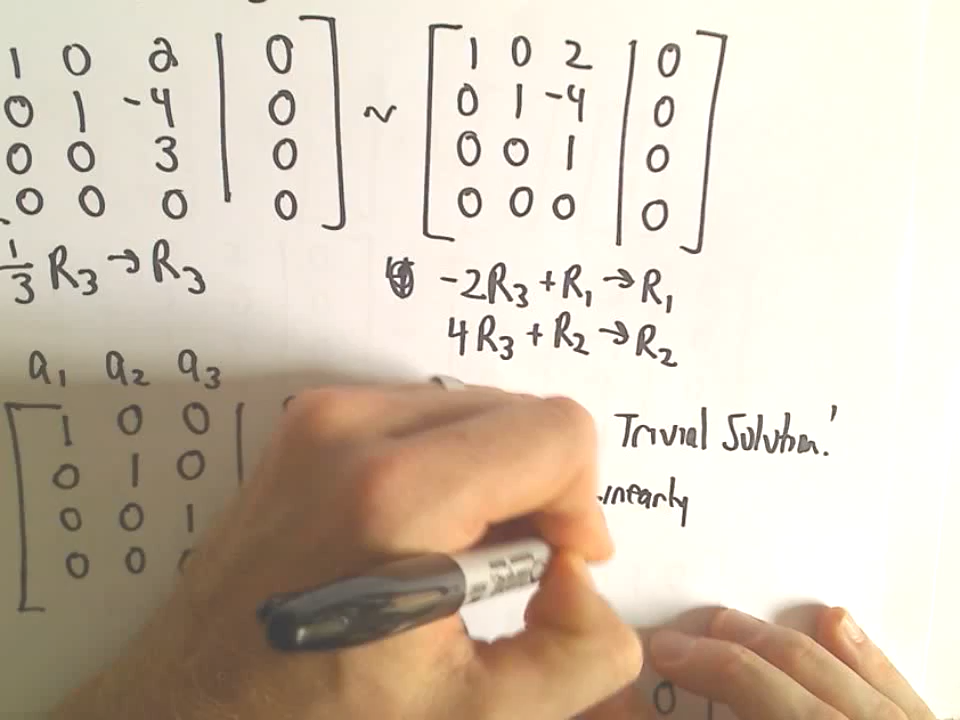 1 0 2 | 0 ~ 1 0 2 | 0
0 1 -4 | 0 0 1 -4 | 0
0 0 3 | 0 0 0 1 | 0
0 0 0 | 0 0 0 0 | 0
1/3 R₃ → R₃
-2R₃ + R₁ → R₁
4R₃ + R₂ → R₂
a₁ a₂ a₃
1 0 0
0 1 0
0 0 1
0 0
Trivial Solution!
0